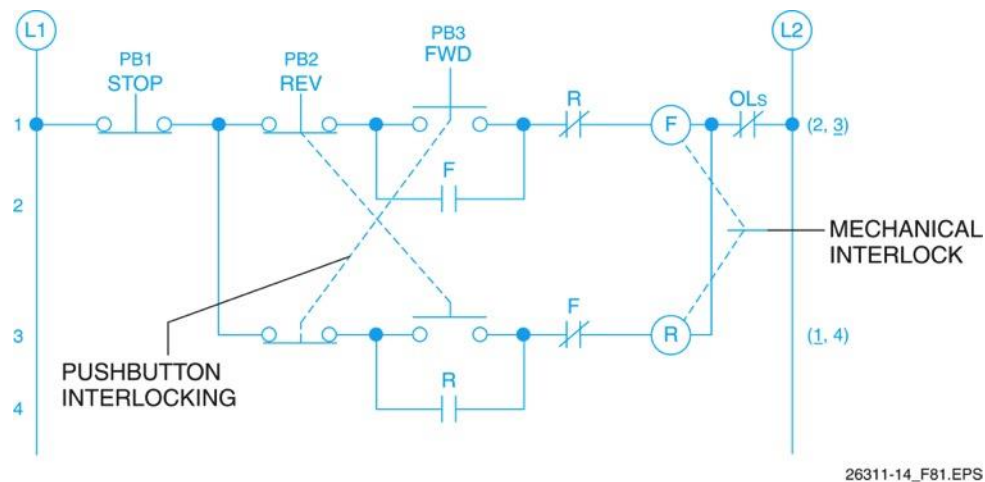 L1
L2
PB1
STOP
PB2
REV
PB3
FWD
R
F
OLS
1
(2, 3)
F
2
MECHANICAL
INTERLOCK
F
R
3
(1, 4)
PUSHBUTTON
INTERLOCKING
R
4
26311-14_F81.EPS